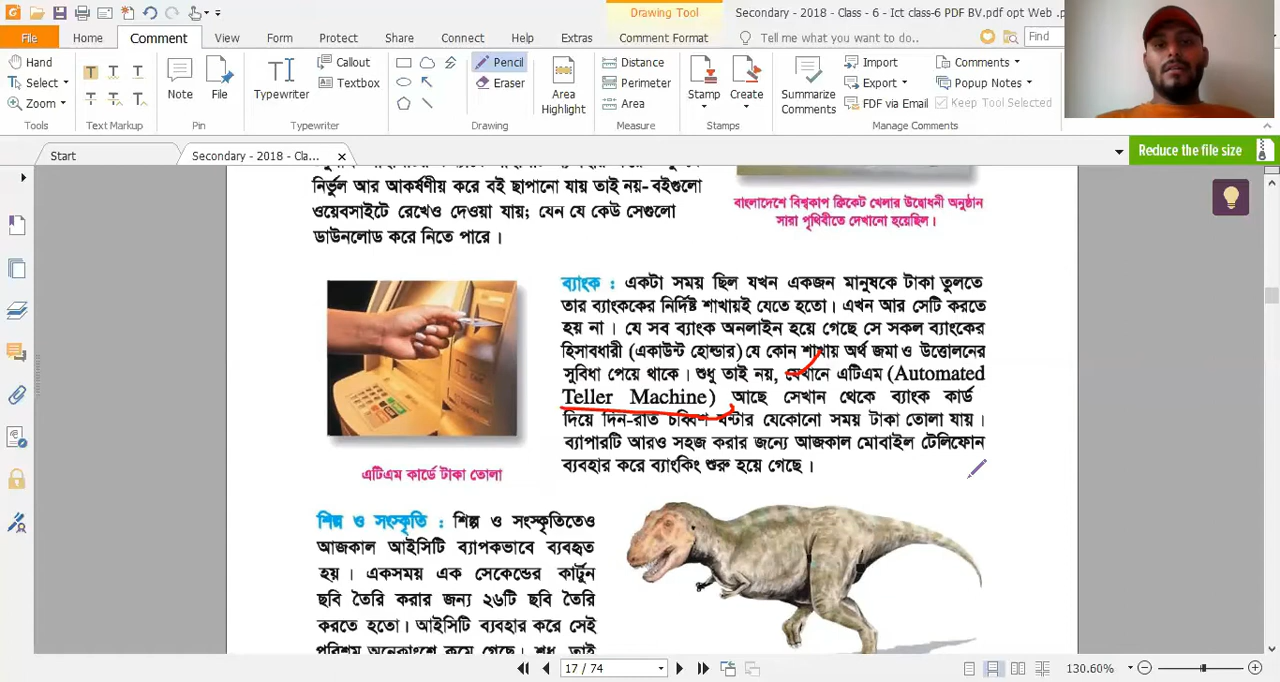 Drawing Tool
Secondary - 2018 - Class - 6 - Ict class-6 PDF BV.pdf opt Web .p
File Home Comment View Form Protect Share Connect Help Extras Comment Format
Tell me what you want to do.. Find
Hand
Select
Zoom
Tools
Text Markup
Note
File
Pin
Typewriter
Callout
Textbox
Typewriter
Pencil
Eraser
Area Highlight
Drawing
Distance
Perimeter
Area
Measure
Stamp
Create
Stamps
Summarize Comments
Import
Export
FDF via Email
Comments
Popup Notes
Keep Tool Selected
Manage Comments
Start
Secondary - 2018 - Cla...
Reduce the file size
নির্ভুল আর আকর্ষণীয় করে বই ছাপানো যায় তাই নয়- বইগুলো
ওয়েবসাইটে রেখেও দেওয়া যায়; যেন যে কেউ সেগুলো
ডাউনলোড করে নিতে পারে ।
বাংলাদেশে বিশ্বকাপ ক্রিকেট খেলার উদ্বোধনী অনুষ্ঠান
সারা পৃথিবীতে দেখানো হয়েছিল।
ব্যাংক : একটা সময় ছিল যখন একজন মানুষকে টাকা তুলতে
তার ব্যাংককের নির্দিষ্ট শাখায়ই যেতে হতো। এখন আর সেটি করতে
হয় না । যে সব ব্যাংক অনলাইন হয়ে গেছে সে সকল ব্যাংকের
হিসাবধারী (একাউন্ট হোল্ডার) যে কোন শাখায় অর্থ জমা ও উত্তোলনের
সুবিধা পেয়ে থাকে । শুধু তাই নয়, যেখানে এটিএম (Automated
Teller Machine) আছে সেখান থেকে ব্যাংক কার্ড
দিয়ে দিন-রাত চব্বিশ ঘন্টার যেকোনো সময় টাকা তোলা যায় ।
ব্যাপারটি আরও সহজ করার জন্যে আজকাল মোবাইল টেলিফোন
ব্যবহার করে ব্যাংকিং শুরু হয়ে গেছে ।
এটিএম কার্ডে টাকা তোলা
শিল্প ও সংস্কৃতি : শিল্প ও সংস্কৃতিতেও
আজকাল আইসিটি ব্যাপকভাবে ব্যবহৃত
হয় । একসময় এক সেকেন্ডের কার্টুন
ছবি তৈরি করার জন্য ২৬টি ছবি তৈরি
করতে হতো। আইসিটি ব্যবহার করে সেই
পরিশ্রম অনেকাংশে কমে গেছে। শুধু তাই
17 / 74
130.60%